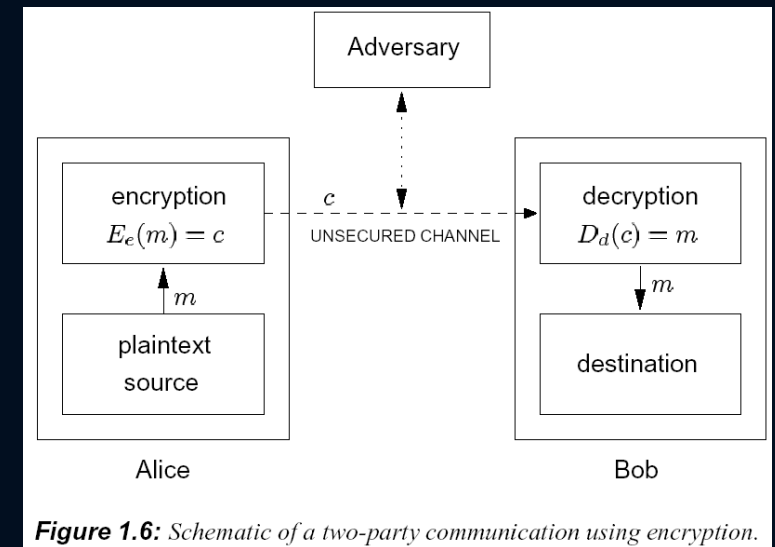 Adversary
encryption
E_e(m) = c
c
UNSECURED CHANNEL
decryption
D_d(c) = m
m
m
plaintext
source
destination
Alice
Bob
Figure 1.6: Schematic of a two-party communication using encryption.